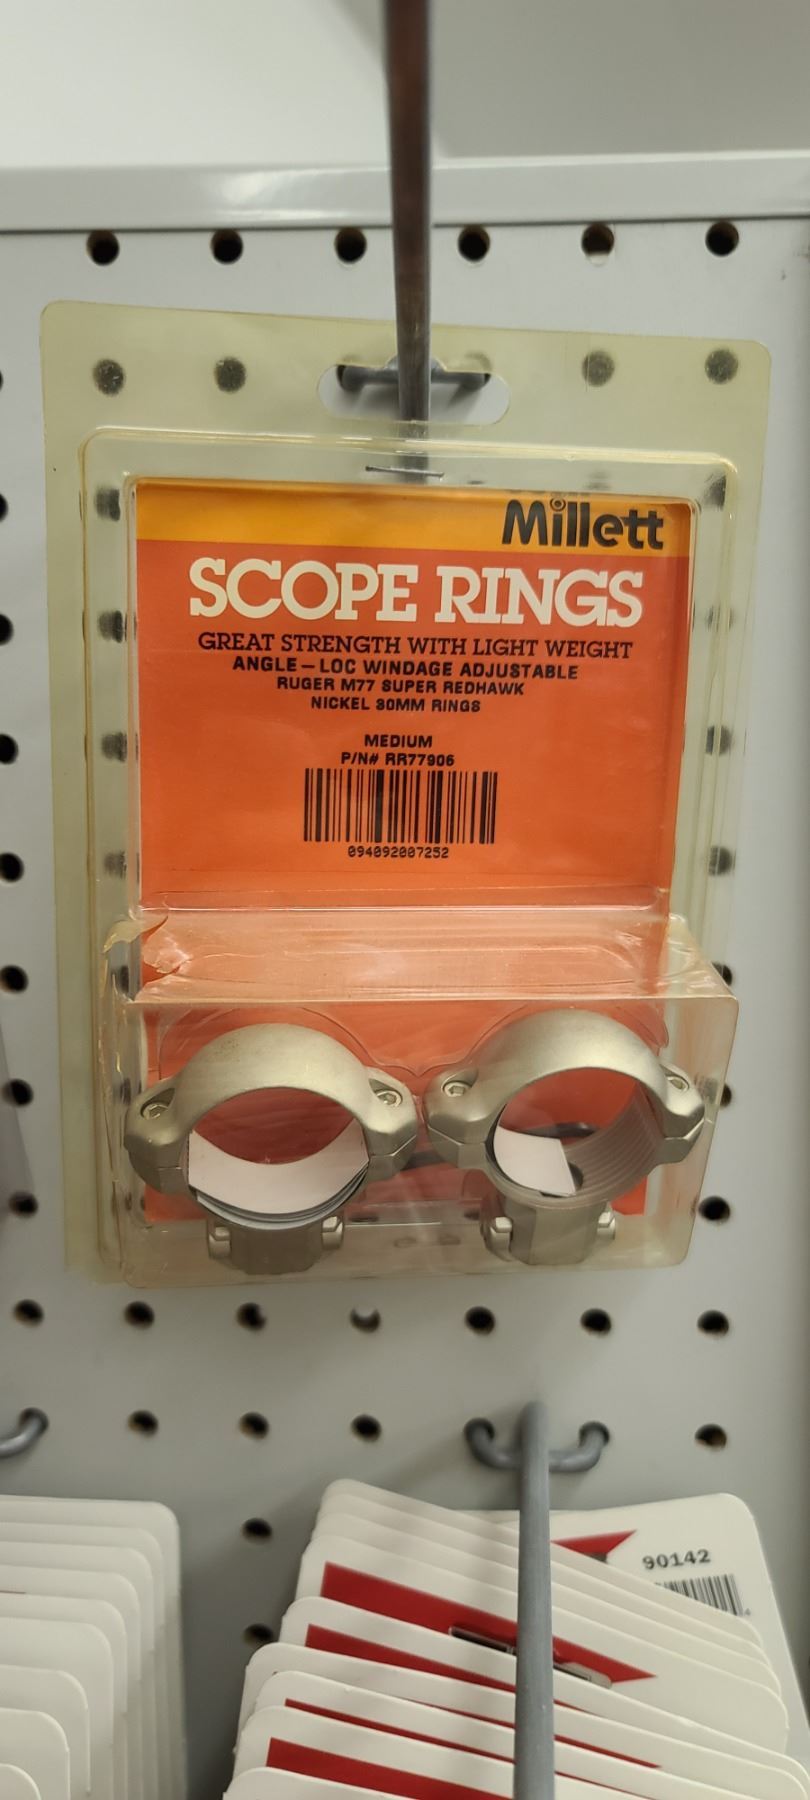 Millett
SCOPE RINGS
GREAT STRENGTH WITH LIGHT WEIGHT
ANGLE-LOC WINDAGE ADJUSTABLE
RUGER M77 SUPER REDHAWK
NICKEL 30MM RINGS
MEDIUM
P/N# RR77906
094092007252
90142